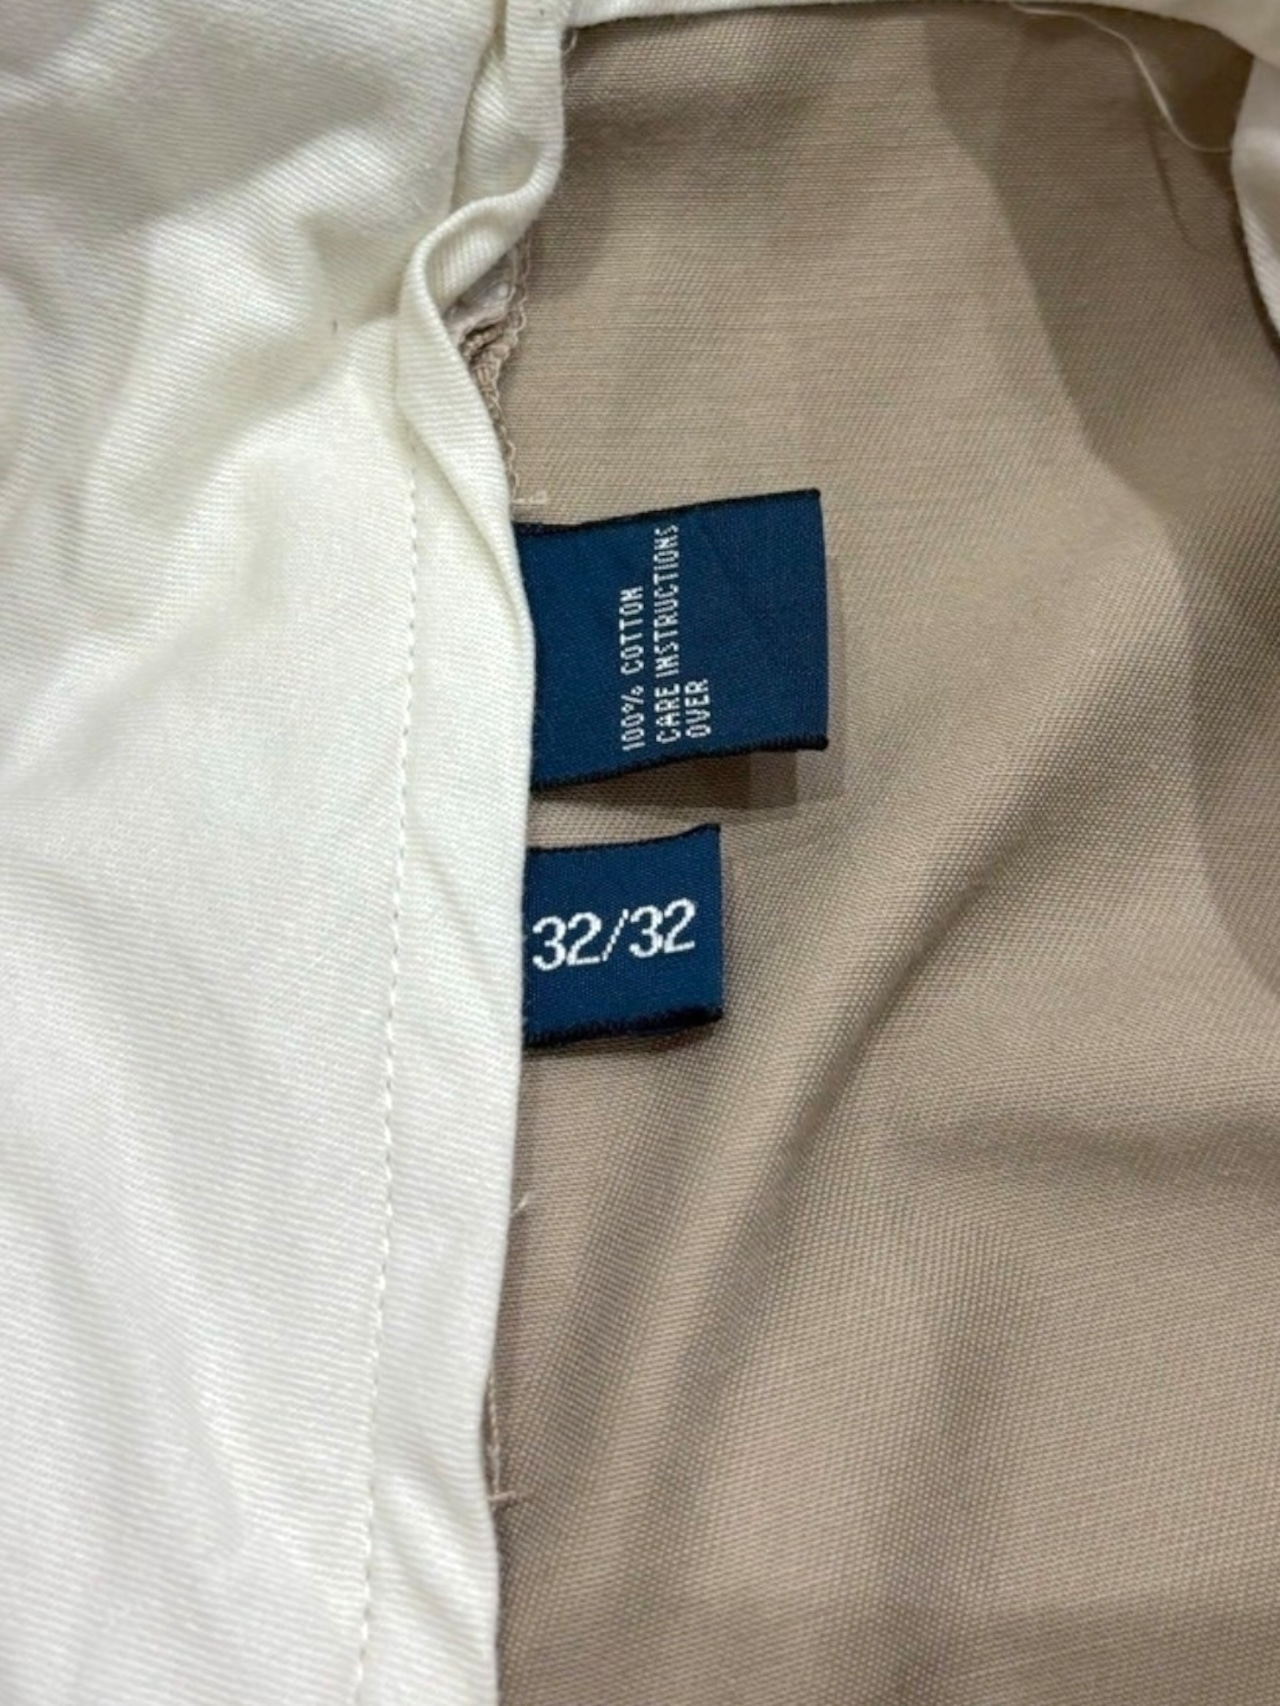 100% COTTON
CARE INSTRUCTIONS
OVER
32/32